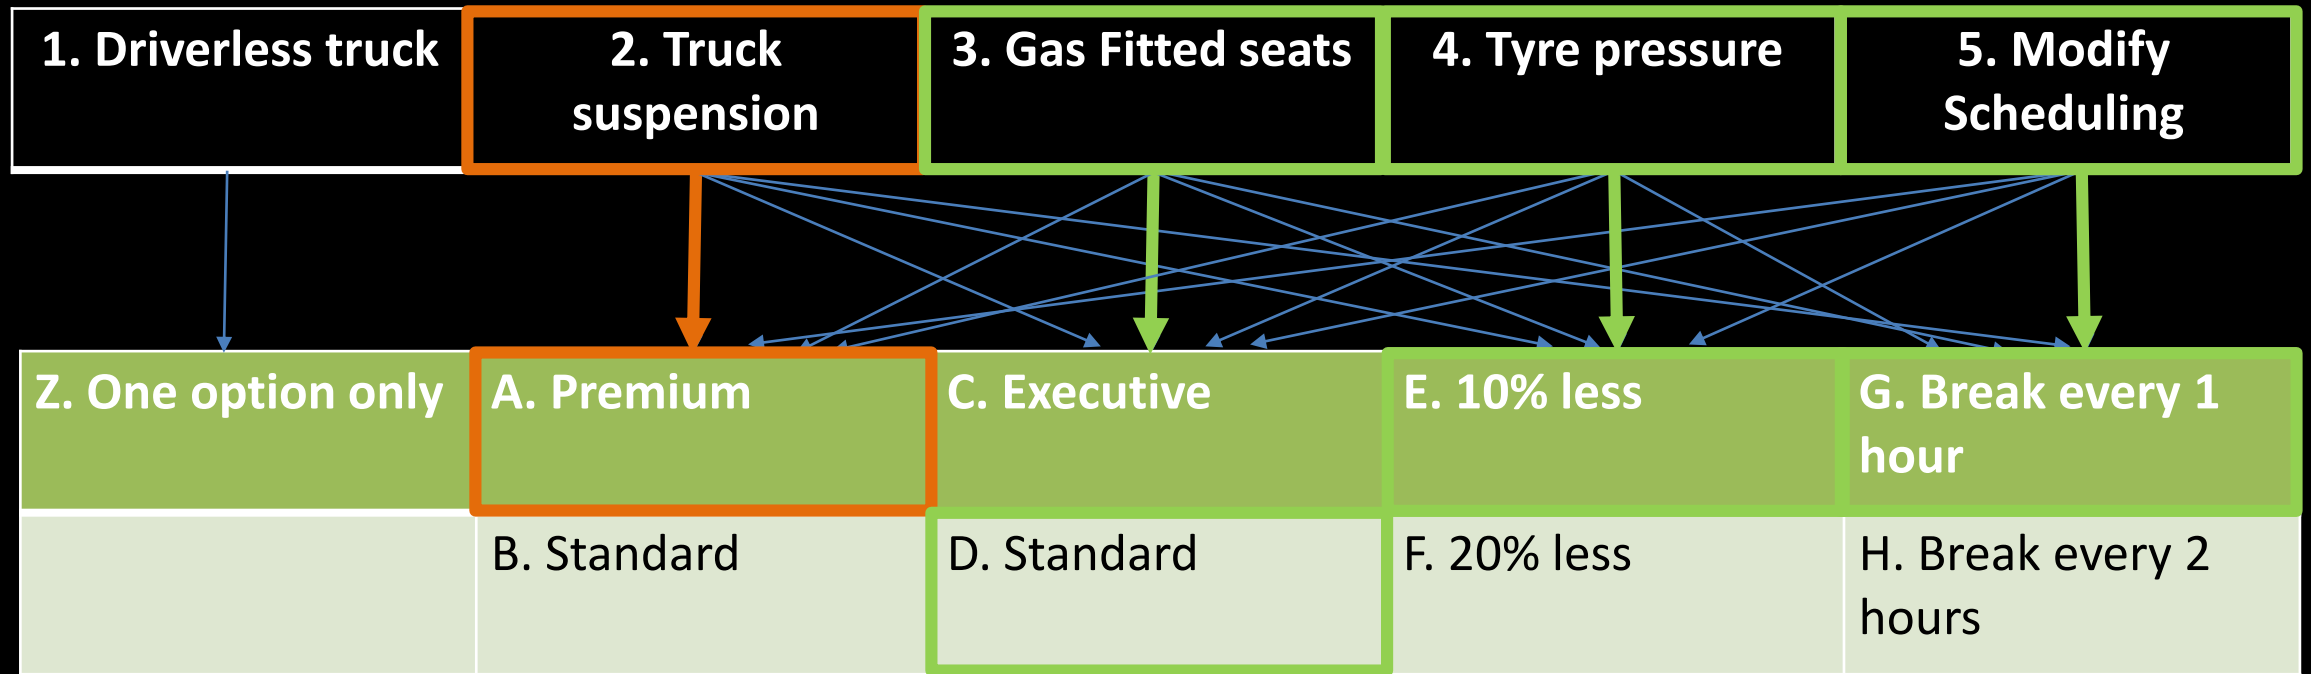 1. Driverless truck
2. Truck
suspension
3. Gas Fitted seats
4. Tyre pressure
5. Modify
Scheduling
Z. One option only
A. Premium
C. Executive
E. 10% less
G. Break every 1
hour
B. Standard
D. Standard
F. 20% less
H. Break every 2
hours